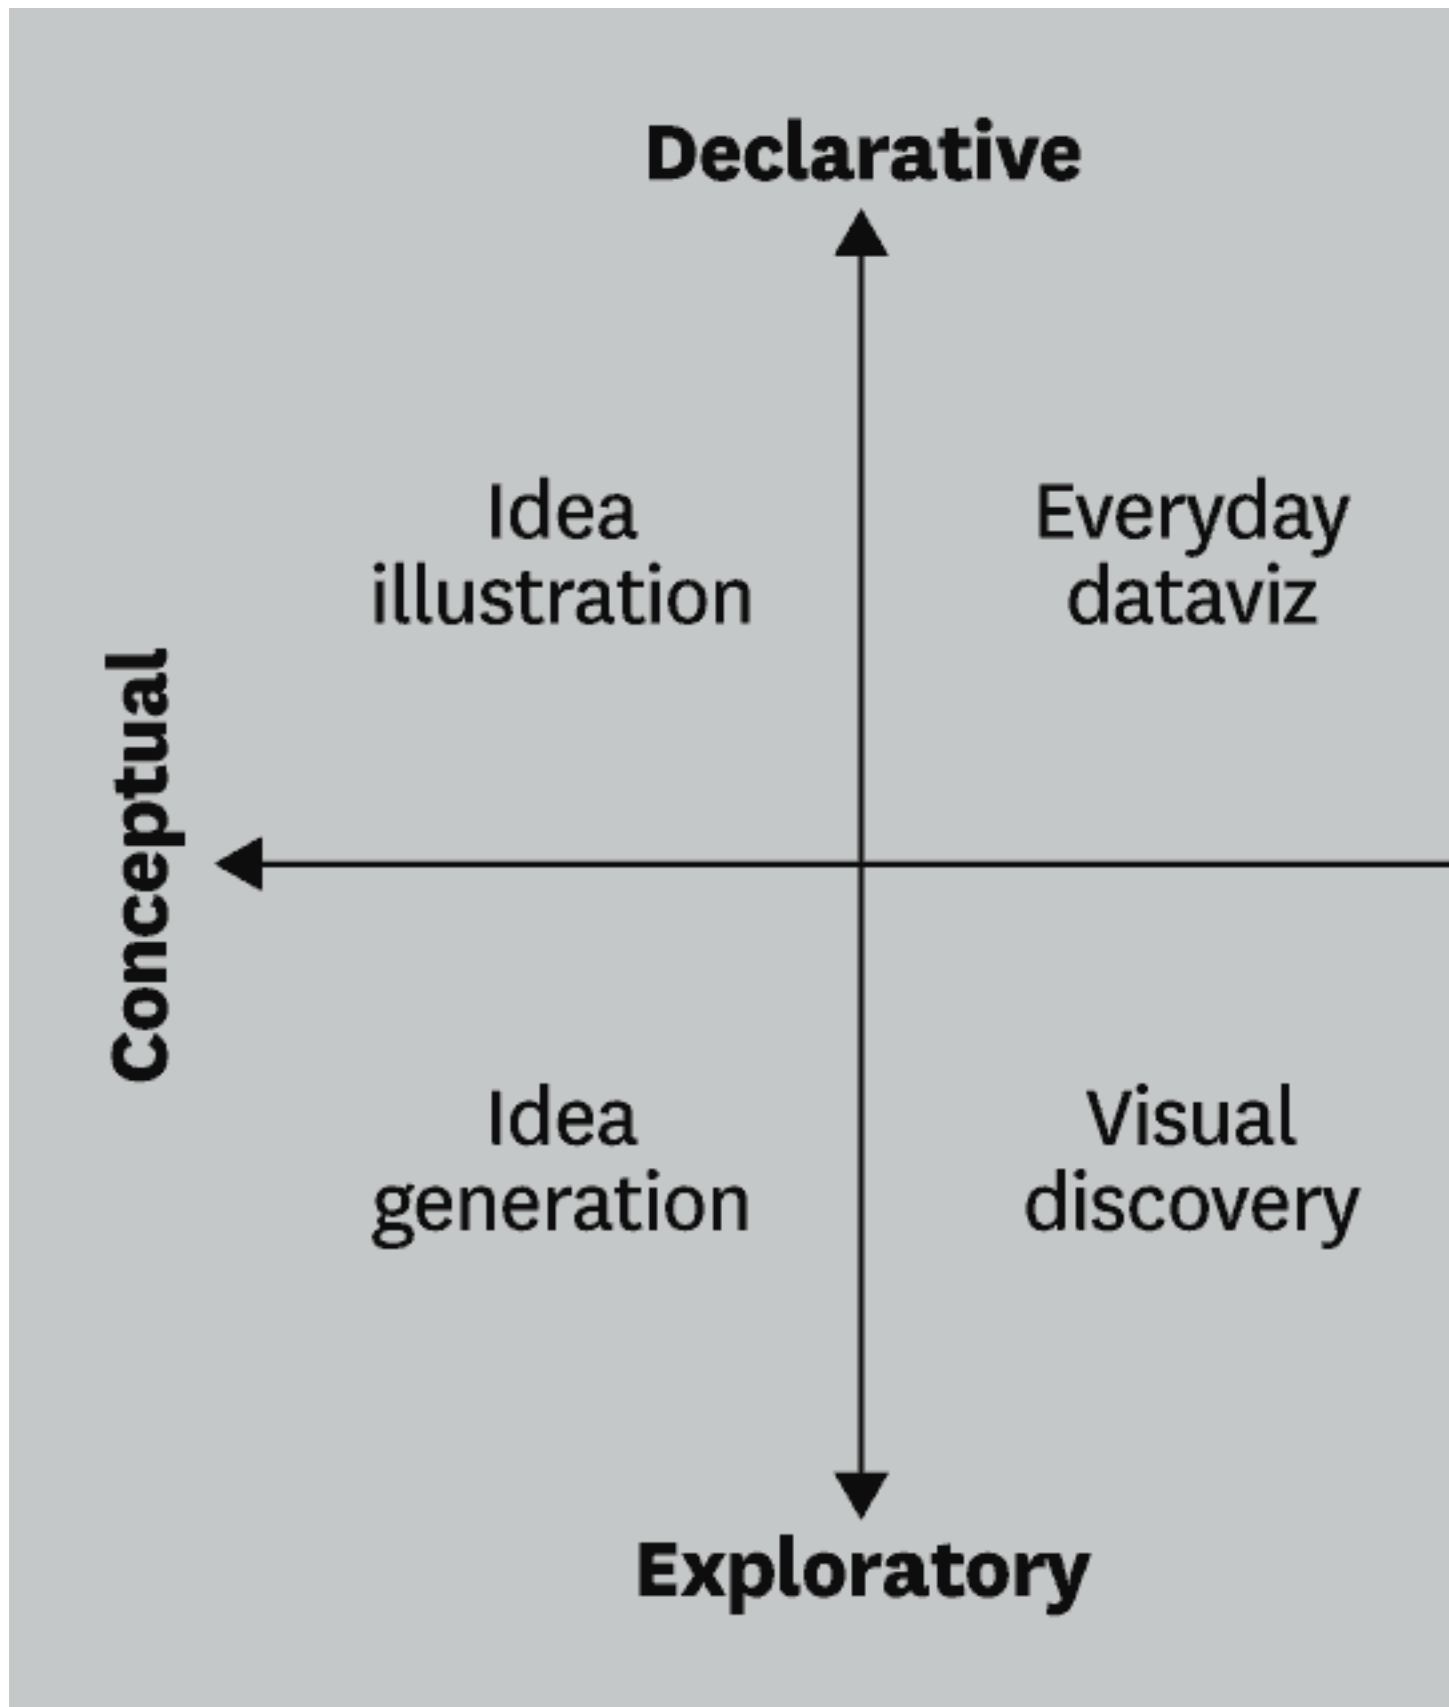 Declarative
Idea
illustration
Everyday
dataviz
Conceptual
Idea
generation
Visual
discovery
Exploratory